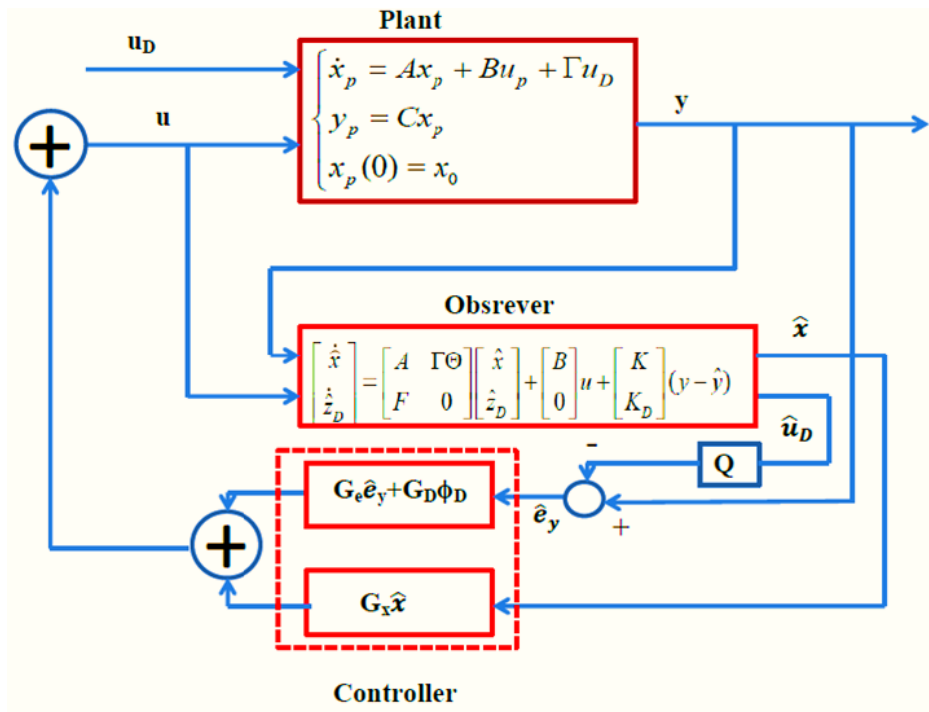 Plant
u_D
ẋ_p = Ax_p + Bu_p + Γu_D
y_p = Cx_p
x_p(0) = x_0
u
y
+
Obsrever
[x̂̇ ẑ̇_D] = [A ΓΘ F 0][x̂ ẑ_D] + [B 0]u + [K K_D](y − ŷ)
x̂
û_D
-
Q
G_e ê_y+G_D ϕ_D
ê_y
+
+
G_x x̂
Controller